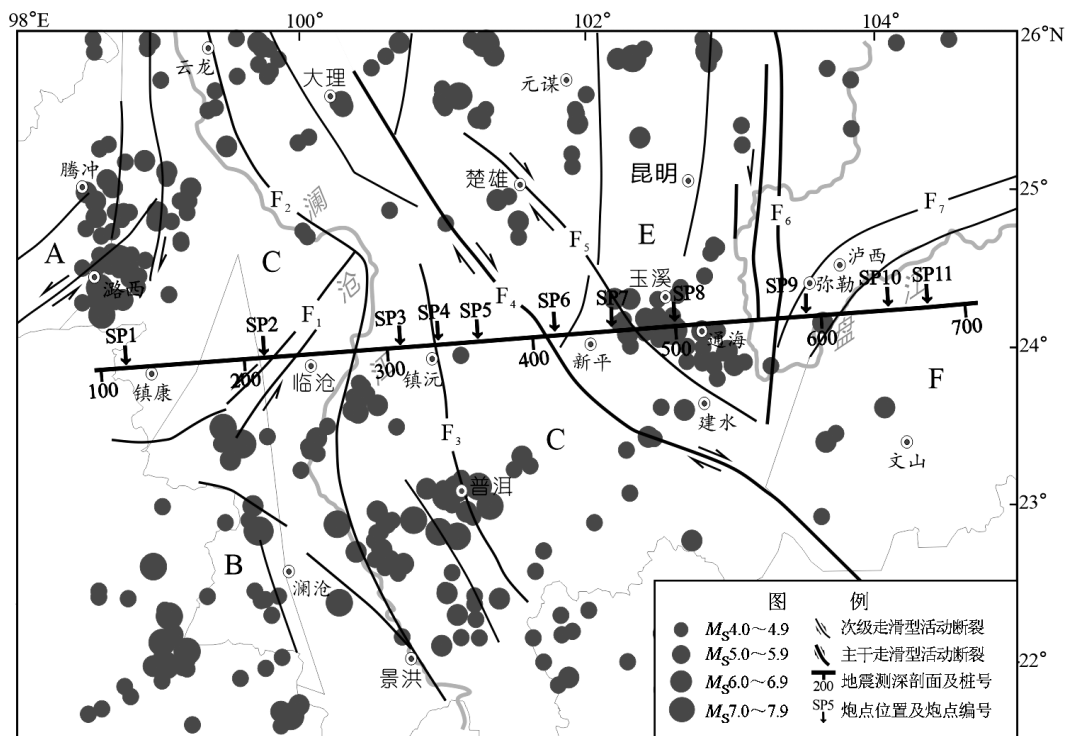 98°E 100° 102° 104° 26°N
云龙
大理
元谋
腾冲
楚雄
昆明
25°
F₂
澜
F₆
F₇
A
C
F₅
E
泸西
潞西
沧
F₄
玉溪
弥勒
江
SP1 SP2 SP3 SP4 SP5 SP6 SP7 SP8 SP9 SP10 SP11
F₁
盘
100 200 300 400 500 600 700
24°
镇康
临沧
江
镇沅
新平
通海
F
建水
F₃
C
文山
普洱
23°
B
澜沧
22°
景洪
图 例
Mₛ4.0～4.9 次级走滑型活动断裂
Mₛ5.0～5.9 主干走滑型活动断裂
Mₛ6.0～6.9 200 地震测深剖面及桩号
Mₛ7.0～7.9 SP5 炮点位置及炮点编号